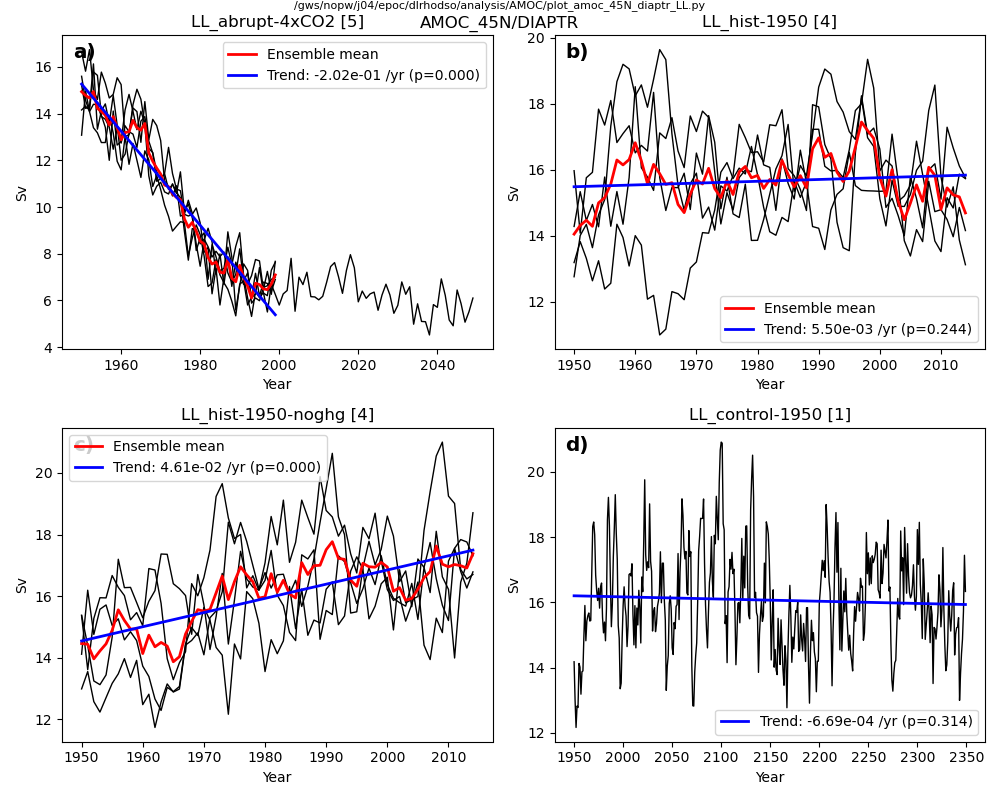 /gws/nopw/j04/epoc/dlrhodso/analysis/AMOC/plot_amoc_45N_diaptr_LL.py
AMOC_45N/DIAPTR
LL_abrupt-4xCO2 [5]
a)
Ensemble mean
Trend: -2.02e-01 /yr (p=0.000)
Sv
16
14
12
10
8
6
4
1960
1980
2000
2020
2040
Year
LL_hist-1950 [4]
b)
Sv
20
18
16
14
12
Ensemble mean
Trend: 5.50e-03 /yr (p=0.244)
1950
1960
1970
1980
1990
2000
2010
Year
LL_hist-1950-noghg [4]
c)
Ensemble mean
Trend: 4.61e-02 /yr (p=0.000)
Sv
20
18
16
14
12
1950
1960
1970
1980
1990
2000
2010
Year
LL_control-1950 [1]
d)
Sv
20
18
16
14
12
Trend: -6.69e-04 /yr (p=0.314)
1950
2000
2050
2100
2150
2200
2250
2300
2350
Year